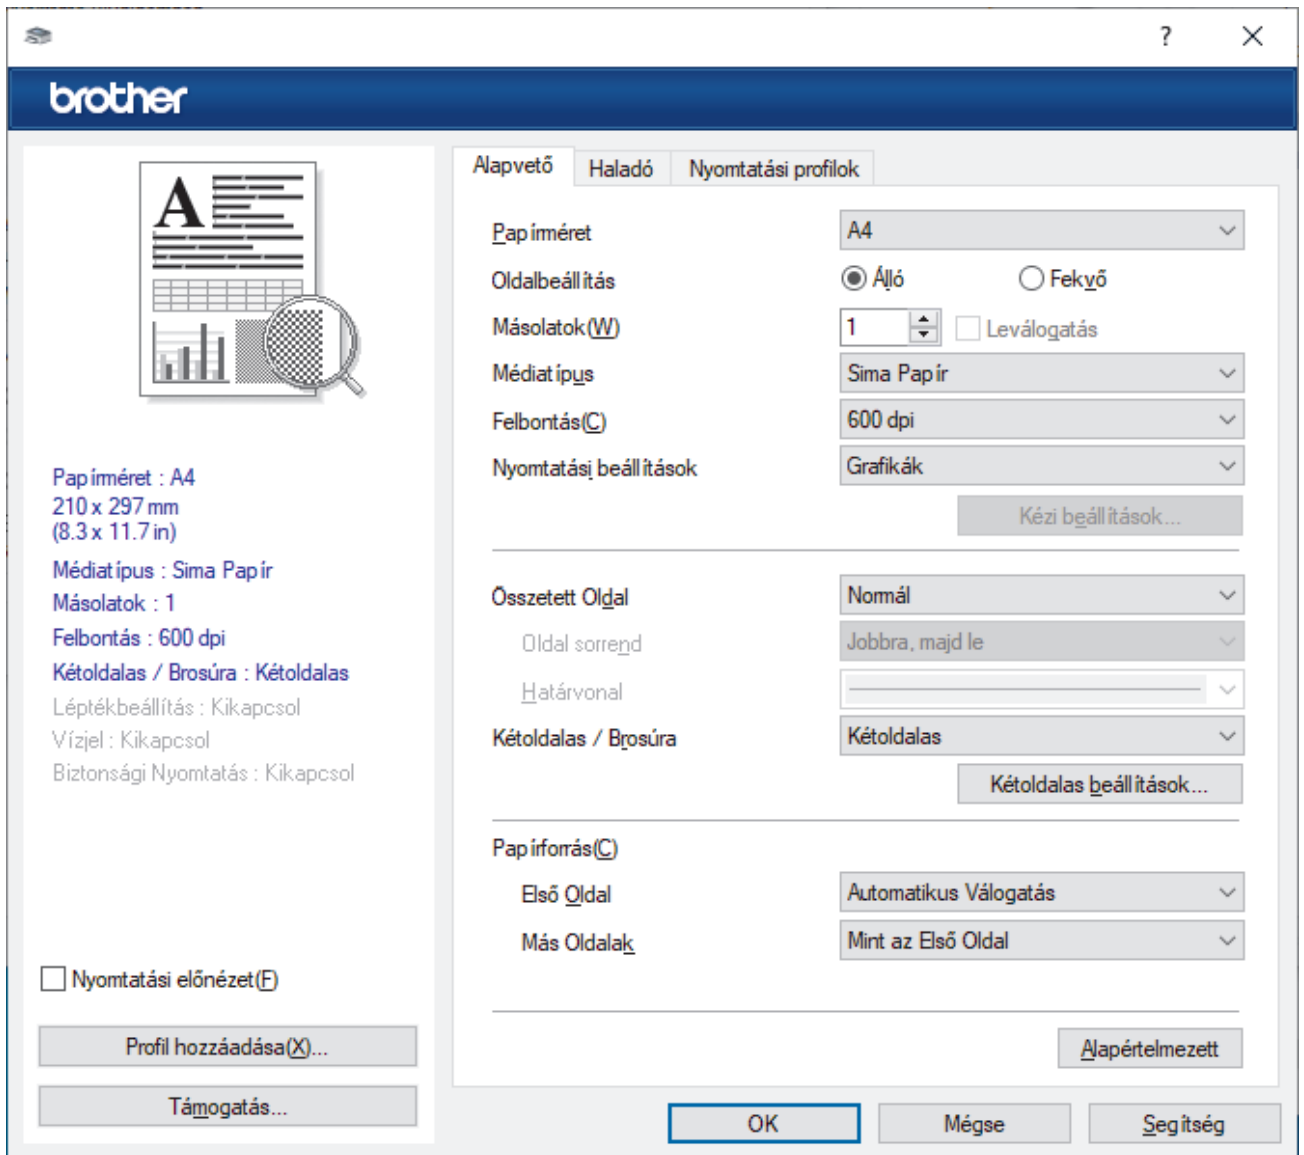 ?
brother
A
Papírméret : A4
210 x 297 mm
(8.3 x 11.7 in)
Médiatípus : Sima Papír
Másolatok : 1
Felbontás : 600 dpi
Kétoldalas / Brosúra : Kétoldalas
Léptékbeállítás : Kikapcsol
Vízjel : Kikapcsol
Biztonsági Nyomtatás : Kikapcsol
Nyomtatási előnézet(F)
Profil hozzáadása(X)...
Támogatás...
Alapvető Haladó Nyomtatási profilok
Papírméret A4
Oldalbeállítás Álló Fekvő
Másolatok(W) 1 Leválogatás
Médiatípus Sima Papír
Felbontás(C) 600 dpi
Nyomtatási beállítások Grafikák
Kézi beállítások...
Összetett Oldal Normál
Oldal sorrend Jobbra, majd le
Határvonal
Kétoldalas / Brosúra Kétoldalas
Kétoldalas beállítások...
Papírforrás(C)
Első Oldal Automatikus Válogatás
Más Oldalak Mint az Első Oldal
Alapértelmezett
OK Mégse Segítség